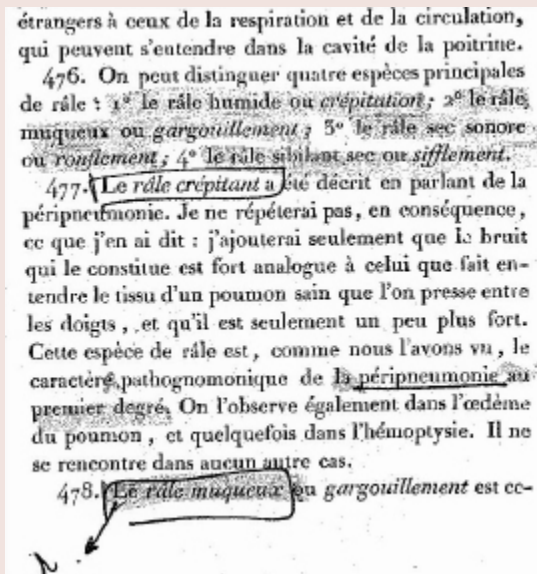 étrangers à ceux de la respiration et de la circulation,
qui peuvent s'entendre dans la cavité de la poitrine.
476. On peut distinguer quatre espèces principales
de râle : 1° le râle humide ou crépitation ; 2° le râle
muqueux ou gargouillement ; 3° le râle sec sonore
ou ronflement ; 4° le râle sibilant sec ou sifflement.
477. Le râle crépitant a été décrit en parlant de la
péripneumonie. Je ne répéterai pas, en conséquence,
ce que j'en ai dit : j'ajouterai seulement que le bruit
qui le constitue est fort analogue à celui que fait en-
tendre le tissu d'un poumon sain que l'on presse entre
les doigts, et qu'il est seulement un peu plus fort.
Cette espèce de râle est, comme nous l'avons vu, le
caractère pathognomonique de la péripneumonie au
premier degré. On l'observe également dans l'œdème
du poumon, et quelquefois dans l'hémoptysie. Il ne
se rencontre dans aucun autre cas.
478. Le râle muqueux ou gargouillement est cc-